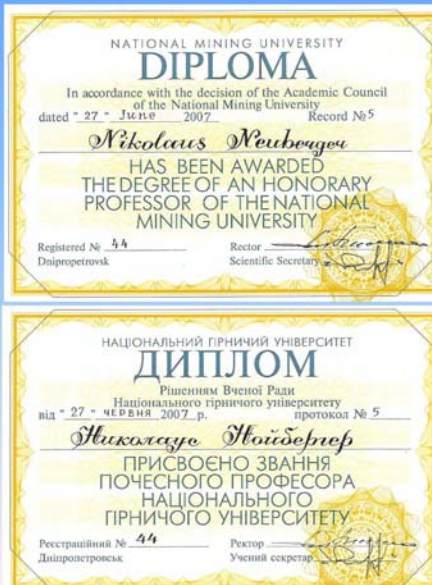 NATIONAL MINING UNIVERSITY
DIPLOMA
In accordance with the decision of the Academic Council
of the National Mining University
dated " 27 " June 2007 Record №5
Nikolaus Neuberger
HAS BEEN AWARDED
THE DEGREE OF AN HONORARY
PROFESSOR OF THE NATIONAL
MINING UNIVERSITY
Registered № 44 Rector
Dnipropetrovsk Scientific Secretary
НАЦІОНАЛЬНИЙ ГІРНИЧИЙ УНІВЕРСИТЕТ
ДИПЛОМ
Рішенням Вченої Ради
Національного гірничого університету
від " 27 " ЧЕРВНЯ 2007 р. протокол № 5
Николаус Нойбергер
ПРИСВОЄНО ЗВАННЯ
ПОЧЕСНОГО ПРОФЕСОРА
НАЦІОНАЛЬНОГО
ГІРНИЧОГО УНІВЕРСИТЕТУ
Реєстраційний № 44 Ректор
Дніпропетровськ Учений секретар